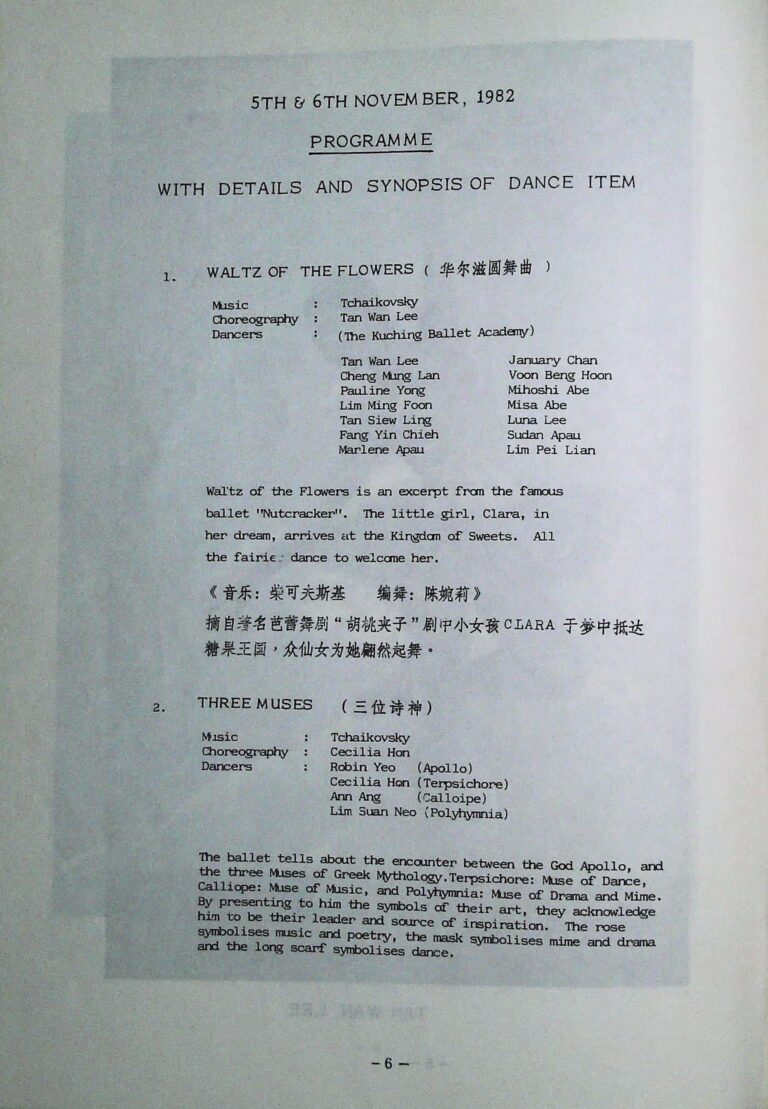 5TH & 6TH NOVEMBER, 1982
PROGRAMME
WITH DETAILS AND SYNOPSIS OF DANCE ITEM
1. WALTZ OF THE FLOWERS ( 华尔滋圆舞曲 )
Music : Tchaikovsky
Choreography : Tan Wan Lee
Dancers : (The Kuching Ballet Academy)
Tan Wan Lee January Chan
Cheng Mung Lan Voon Beng Hoon
Pauline Yong Mihoshi Abe
Lim Ming Foon Misa Abe
Tan Siew Ling Luna Lee
Fang Yin Chieh Sudan Apau
Marlene Apau Lim Pei Lian
Waltz of the Flowers is an excerpt from the famous
ballet "Nutcracker". The little girl, Clara, in
her dream, arrives at the Kingdom of Sweets. All
the fairies dance to welcome her.
《音乐: 柴可夫斯基 编舞: 陈婉莉》
摘自著名芭蕾舞剧“胡桃夹子”剧中小女孩CLARA 于梦中抵达
糖果王国，众仙女为她翩然起舞。
2. THREE MUSES (三位诗神)
Music : Tchaikovsky
Choreography : Cecilia Hon
Dancers : Robin Yeo (Apollo)
Cecilia Hon (Terpsichore)
Ann Ang (Calloipe)
Lim Suan Neo (Polyhymnia)
The ballet tells about the encounter between the God Apollo, and
the three Muses of Greek Mythology.Terpsichore: Muse of Dance,
Calliope: Muse of Music, and Polyhymnia: Muse of Drama and Mime.
By presenting to him the symbols of their art, they acknowledge
him to be their leader and source of inspiration. The rose
symbolises music and poetry, the mask symbolises mime and drama
and the long scarf symbolises dance.
TAN WAN LEE
- 6 -